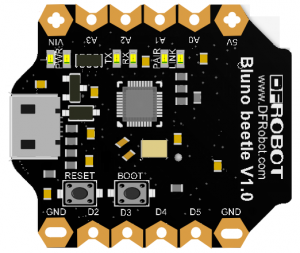 VIN A3 A2 A1 A0 5V
PWR TX RX PAIR LINK
DFROBOT
www.DFRobot.com
Bluno beetle V1.0
RESET BOOT
GND D2 D3 D4 D5 GND